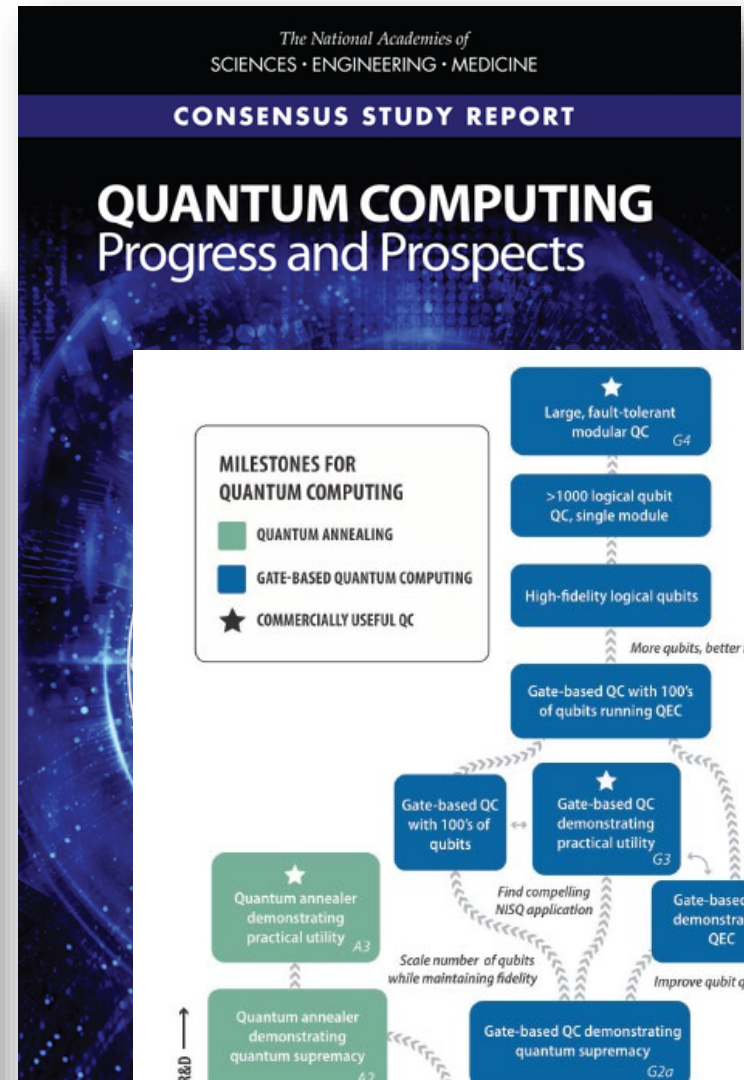 The National Academies of
SCIENCES • ENGINEERING • MEDICINE
CONSENSUS STUDY REPORT
QUANTUM COMPUTING
Progress and Prospects
MILESTONES FOR
QUANTUM COMPUTING
QUANTUM ANNEALING
GATE-BASED QUANTUM COMPUTING
COMMERCIALLY USEFUL QC
Large, fault-tolerant
modular QC
G4
>1000 logical qubit
QC, single module
High-fidelity logical qubits
More qubits, better
Gate-based QC with 100's
of qubits running QEC
Gate-based QC
with 100's of
qubits
Gate-based QC
demonstrating
practical utility
G3
Quantum annealer
demonstrating
practical utility
A3
Find compelling
NISQ application
QEC
Scale number of qubits
while maintaining fidelity
Improve qubit
Quantum annealer
demonstrating
quantum supremacy
A2
Gate-based QC demonstrating
quantum supremacy
G2a
R&D